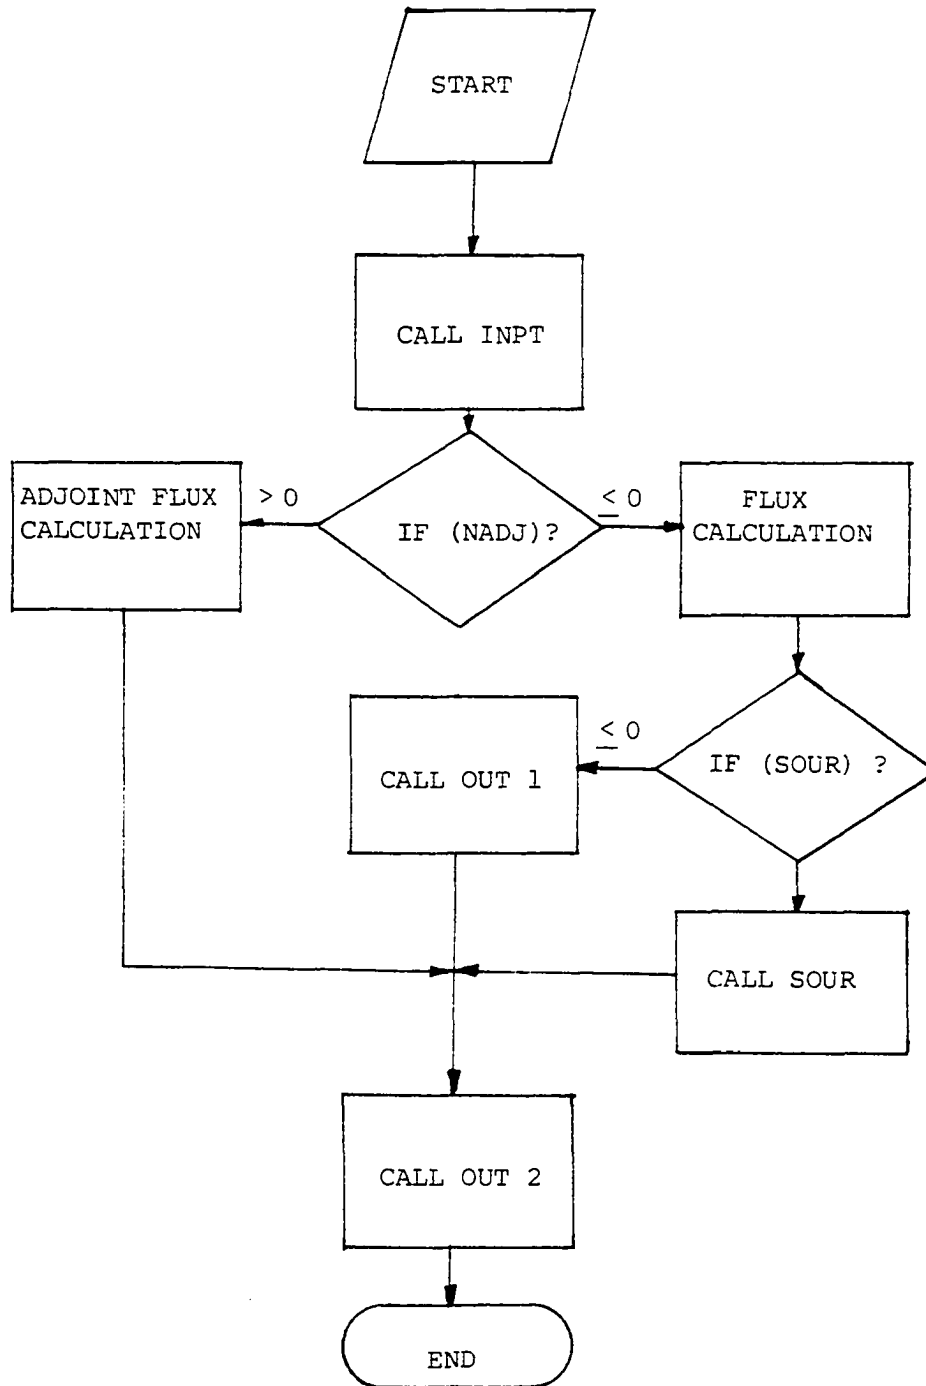 START
CALL INPT
ADJOINT FLUX
CALCULATION
> 0
IF (NADJ)?
≤ 0
FLUX
CALCULATION
≤ 0
IF (SOUR) ?
CALL OUT 1
CALL SOUR
CALL OUT 2
END